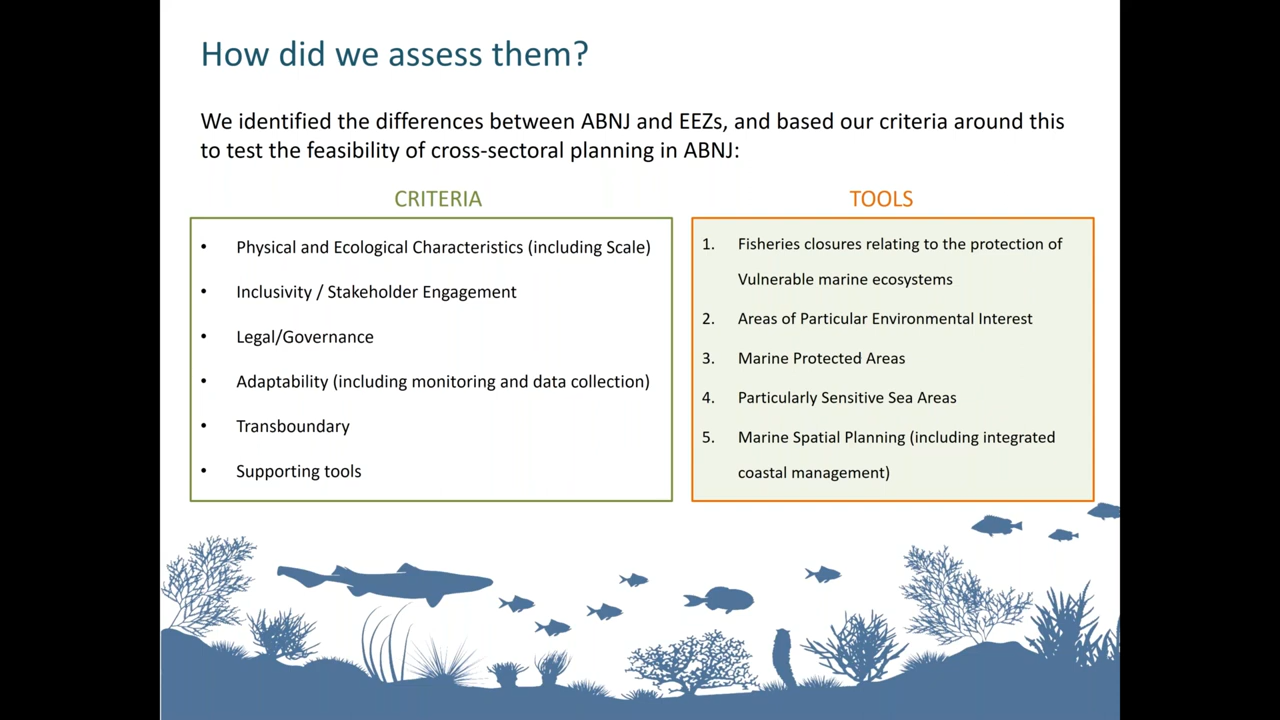 How did we assess them?
We identified the differences between ABNJ and EEZs, and based our criteria around this
to test the feasibility of cross-sectoral planning in ABNJ:
CRITERIA
• Physical and Ecological Characteristics (including Scale)
• Inclusivity / Stakeholder Engagement
• Legal/Governance
• Adaptability (including monitoring and data collection)
• Transboundary
• Supporting tools
TOOLS
1. Fisheries closures relating to the protection of
Vulnerable marine ecosystems
2. Areas of Particular Environmental Interest
3. Marine Protected Areas
4. Particularly Sensitive Sea Areas
5. Marine Spatial Planning (including integrated
coastal management)